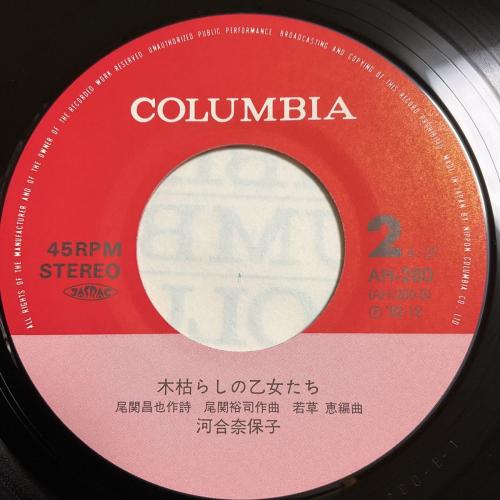 ALL RIGHTS OF THE MANUFACTURER AND OF THE OWNER OF THE RECORDED WORK RESERVED. UNAUTHORIZED PUBLIC PERFORMANCE BROADCASTING AND COPYING OF THIS RECORD PROHIBITED. MADE IN JAPAN BY NIPPON COLUMBIA CO., LTD.
COLUMBIA
45RPM
STEREO
JASRAC
2
AH-260
木枯らしの乙女たち
尾関昌也作詩 尾関裕司作曲 若草 恵編曲
河合奈保子